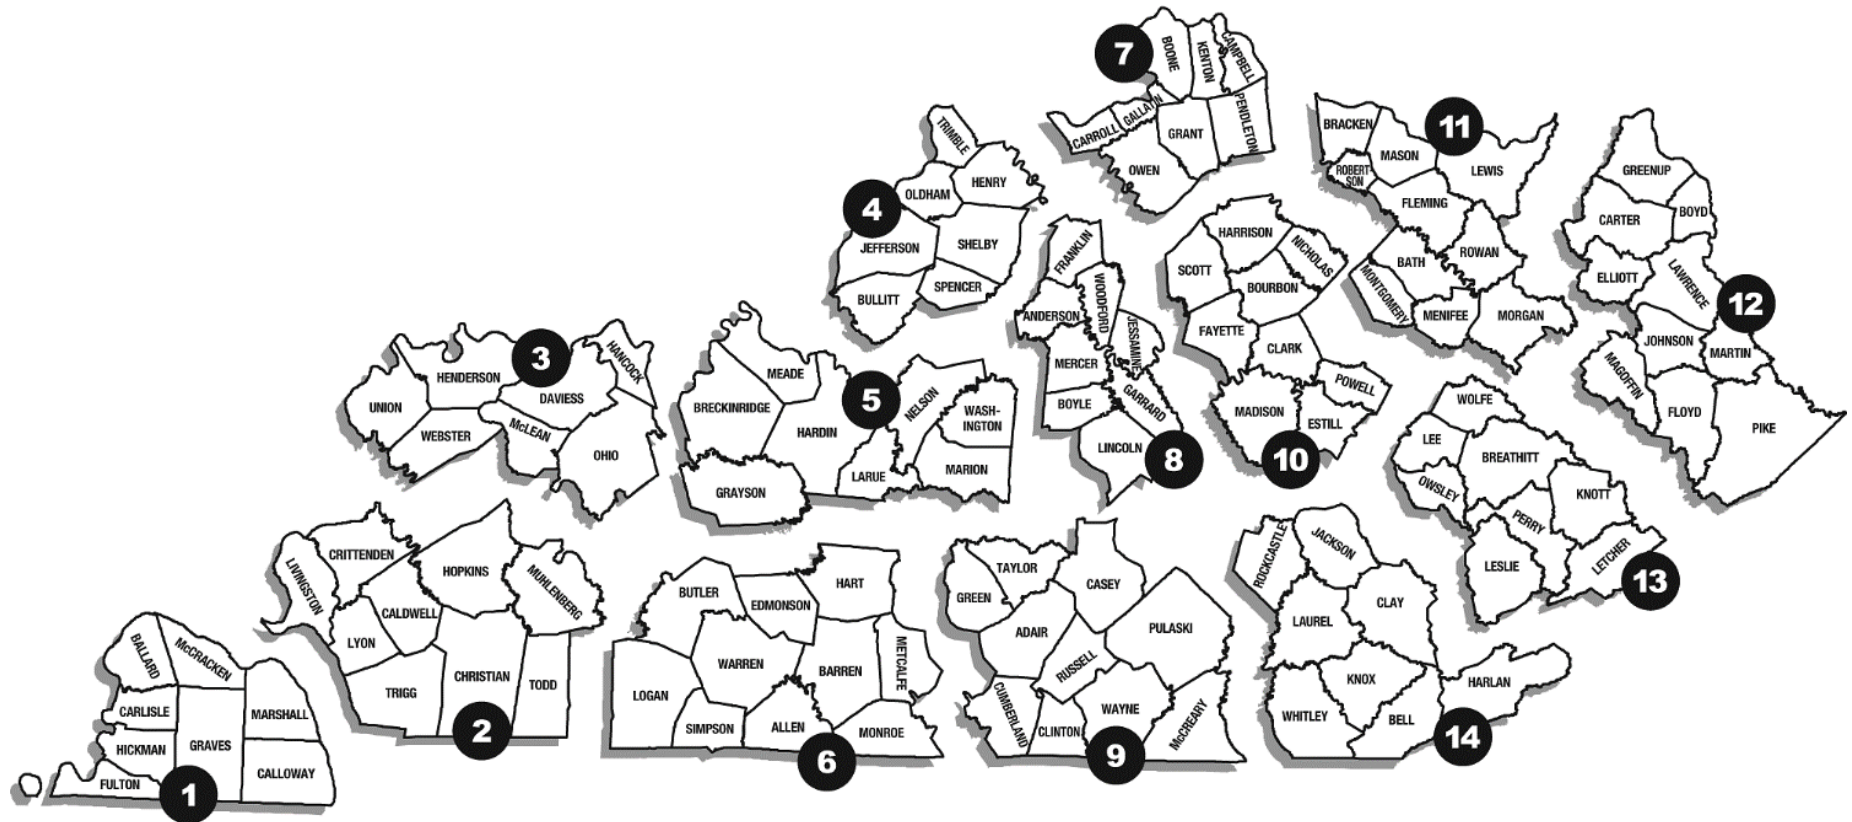 7
BOONE
KENTON
CAMPBELL
CARROLL
GALLATIN
GRANT
PENDLETON
OWEN
TRIMBLE
OLDHAM
HENRY
4
JEFFERSON
SHELBY
BULLITT
SPENCER
BRACKEN
11
MASON
ROBERT-
SON
LEWIS
FLEMING
BATH
ROWAN
MONTGOMERY
MENIFEE
MORGAN
GREENUP
CARTER
BOYD
ELLIOTT
LAWRENCE
12
JOHNSON
MARTIN
MAGOFFIN
FLOYD
PIKE
HARRISON
NICHOLAS
SCOTT
BOURBON
FAYETTE
CLARK
POWELL
MADISON
ESTILL
10
FRANKLIN
WOODFORD
ANDERSON
JESSAMINE
MERCER
GARRARD
BOYLE
LINCOLN
8
3
HANCOCK
HENDERSON
DAVIESS
UNION
WEBSTER
McLEAN
OHIO
MEADE
5
BRECKINRIDGE
HARDIN
NELSON
WASH-
INGTON
GRAYSON
LARUE
MARION
WOLFE
LEE
BREATHITT
OWSLEY
KNOTT
PERRY
LESLIE
LETCHER
13
CRITTENDEN
LIVINGSTON
HOPKINS
MUHLENBERG
CALDWELL
LYON
TRIGG
CHRISTIAN
TODD
2
BALLARD
McCRACKEN
CARLISLE
MARSHALL
HICKMAN
GRAVES
FULTON
CALLOWAY
1
HART
BUTLER
EDMONSON
WARREN
BARREN
METCALFE
LOGAN
SIMPSON
ALLEN
MONROE
6
TAYLOR
CASEY
GREEN
ADAIR
PULASKI
RUSSELL
CUMBERLAND
CLINTON
WAYNE
McCREARY
9
ROCKCASTLE
JACKSON
LAUREL
CLAY
KNOX
HARLAN
WHITLEY
BELL
14